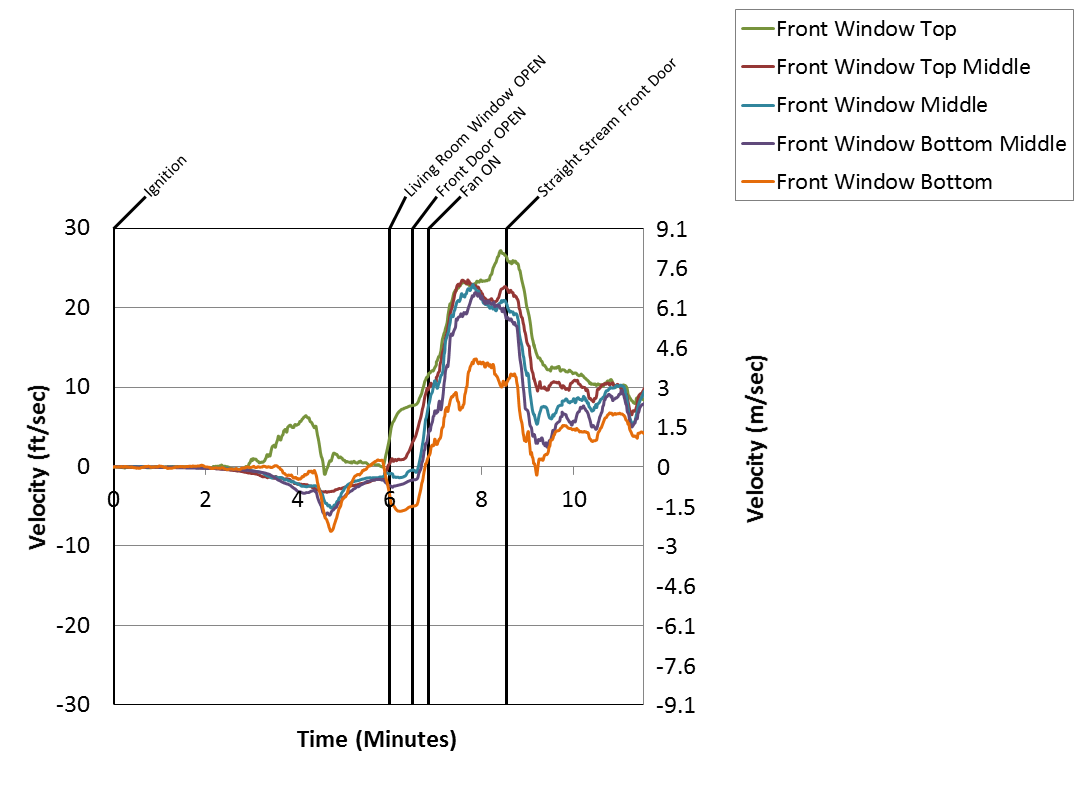 Front Window Top
Front Window Top Middle
Front Window Middle
Front Window Bottom Middle
Front Window Bottom
Ignition
Living Room Window OPEN
Front Door OPEN
Fan ON
Straight Stream Front Door
30
20
10
0
-10
-20
-30
Velocity (ft/sec)
0 2 4 6 8 10
Time (Minutes)
9.1
7.6
6.1
4.6
3
1.5
0
-1.5
-3
-4.6
-6.1
-7.6
-9.1
Velocity (m/sec)